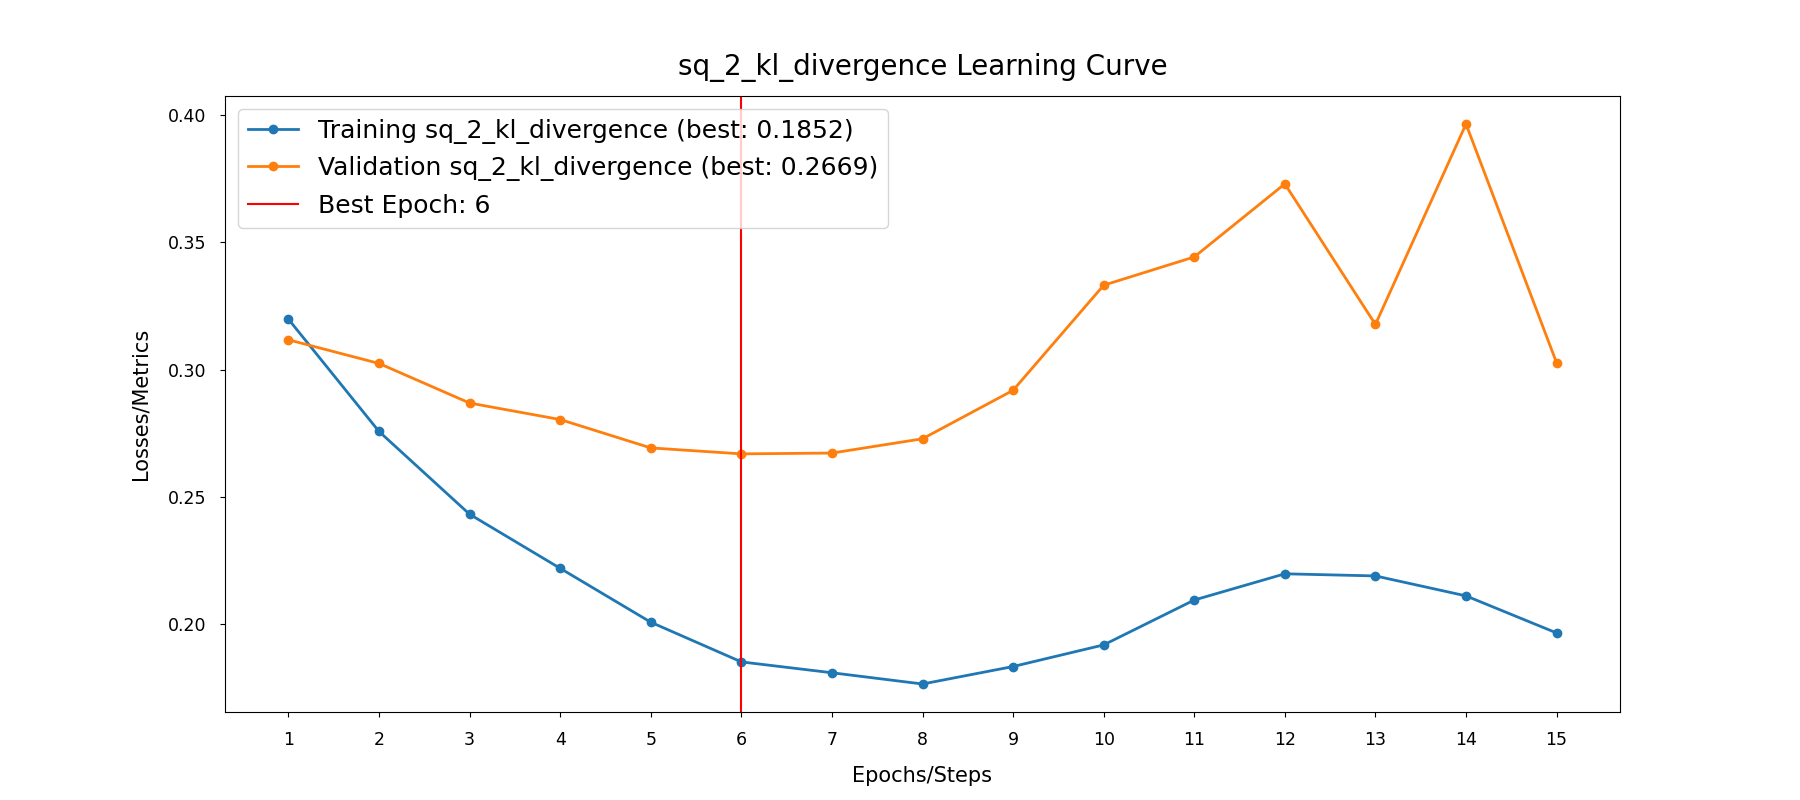 sq_2_kl_divergence Learning Curve
Training sq_2_kl_divergence (best: 0.1852)
Validation sq_2_kl_divergence (best: 0.2669)
Best Epoch: 6
0.40
0.35
0.30
0.25
0.20
Losses/Metrics
1 2 3 4 5 6 7 8 9 10 11 12 13 14 15
Epochs/Steps